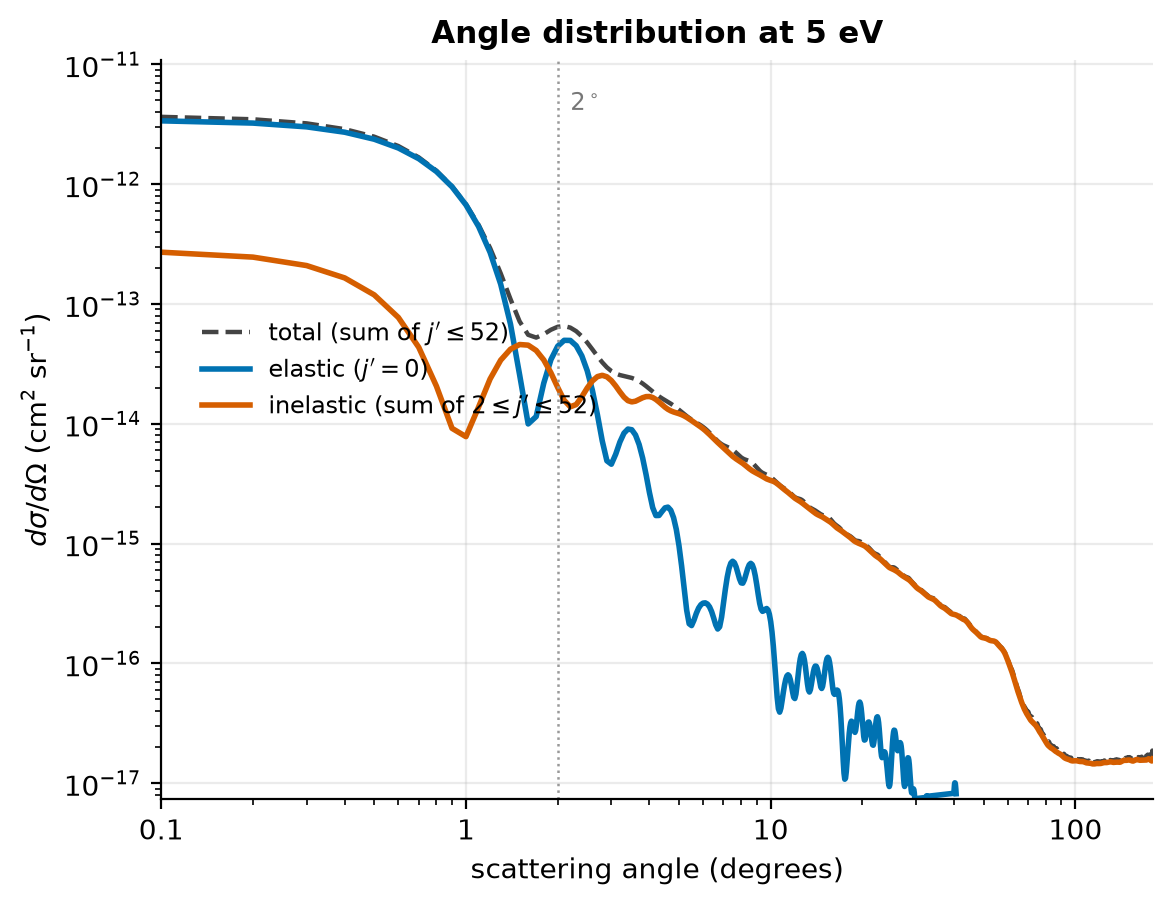 Angle distribution at 5 eV
10⁻¹¹
10⁻¹²
10⁻¹³
10⁻¹⁴
10⁻¹⁵
10⁻¹⁶
10⁻¹⁷
dσ/dΩ (cm² sr⁻¹)
2°
total (sum of j′ ≤ 52)
elastic (j′ = 0)
inelastic (sum of 2 ≤ j′ ≤ 52)
0.1 1 10 100
scattering angle (degrees)